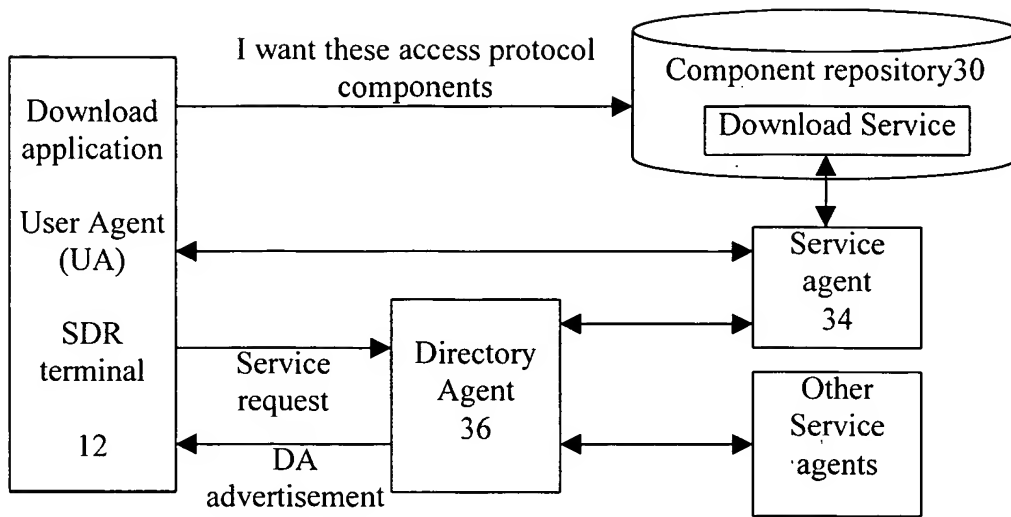 I want these access protocol
components
Component repository30
Download Service
Download
application
User Agent
(UA)
SDR
terminal
12
Service
request
DA
advertisement
Directory
Agent
36
Service
agent
34
Other
Service
agents